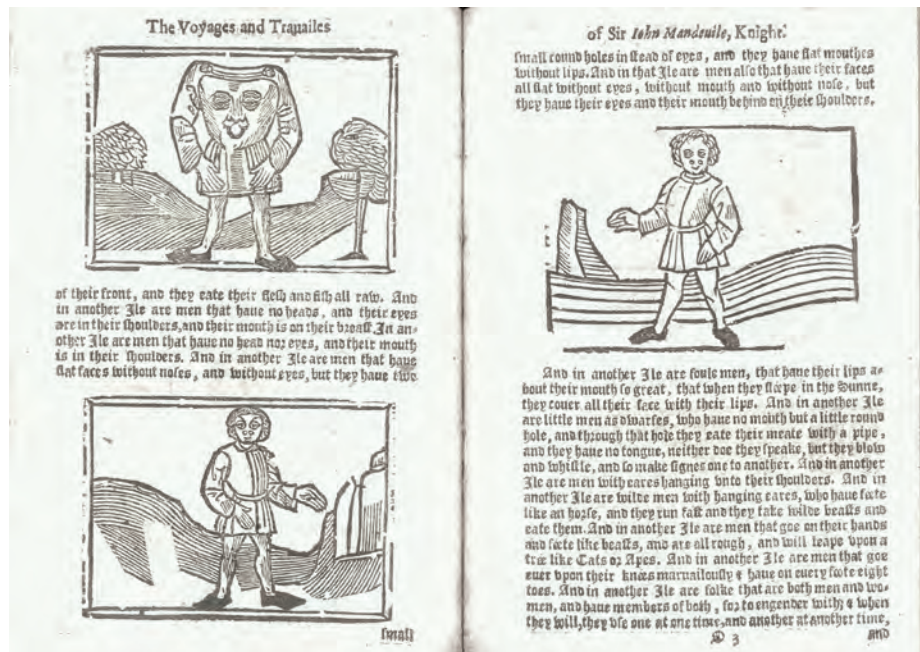 The Voyages and Trauailes
of their front, and they eate their flesh and fish all raw. And
in another Ile are men that haue no heads, and their eyes
are in their shoulders, and their mouth is on their breast. In an-
other Ile are men that haue no head nor eyes, and their mouth
is in their shoulders. And in another Ile are men that haue
flat faces without noses, and without eyes, but they haue two
small
of Sir Iohn Mandeuile, Knight.
small round holes in stead of eyes, and they haue flat mouthes
without lips. And in that Ile are men also that haue their faces
all flat without eyes, without mouth and without nose, but
they haue their eyes and their mouth behind on their shoulders.
And in another Ile are foule men, that haue their lips a-
bout their mouth so great, that when they sleepe in the Sunne,
they couer all their face with their lips. And in another Ile
are little men as dwarfes, who haue no mouth but a little round
hole, and through that hole they eate their meate with a pipe,
and they haue no tongue, neither doe they speake, but they blow
and whistle, and so make signes one to another. And in another
Ile are men with eares hanging vnto their shoulders. And in
another Ile are wilde men with hanging eares, who haue feete
like an horse, and they run fast and they take wilde beasts and
eate them. And in another Ile are men that goe on their hands
and feete like beasts, and are all rough, and will leape vpon a
tree like Cats or Apes. And in another Ile are men that goe
euer vpon their knees maruailously & haue on euery foote eight
toes. And in another Ile are folke that are both men and wo-
men, and haue members of both, for to engender with; & when
they will, they vse one at one time, and another at another time,
3
and